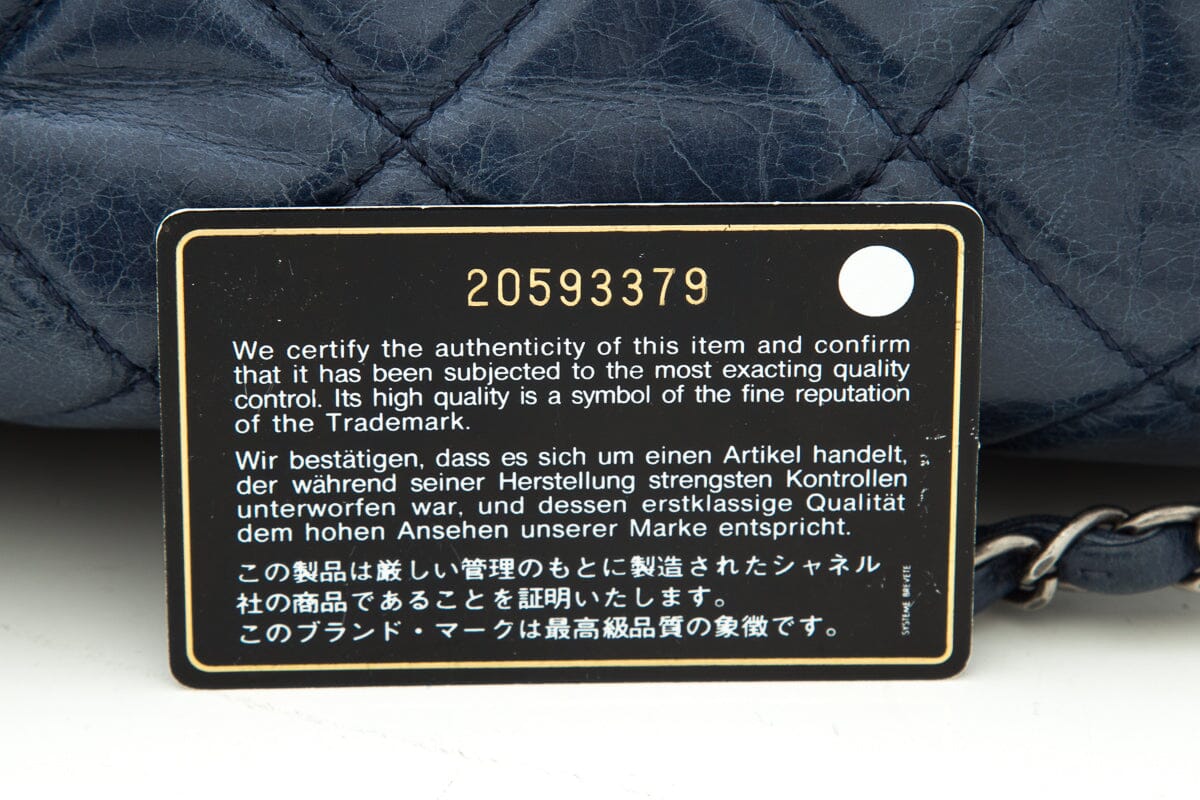 20593379
We certify the authenticity of this item and confirm
that it has been subjected to the most exacting quality
control. Its high quality is a symbol of the fine reputation
of the Trademark.
Wir bestätigen, dass es sich um einen Artikel handelt,
der während seiner Herstellung strengsten Kontrollen
unterworfen war, und dessen erstklassige Qualität
dem hohen Ansehen unserer Marke entspricht.
この製品は厳しい管理のもとに製造されたシャネル
社の商品であることを証明いたします。
このブランド・マークは最高級品質の象徴です。
SYSTEME BREVETE